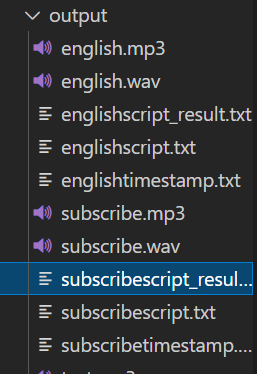 output
english.mp3
english.wav
englishscript_result.txt
englishscript.txt
englishtimestamp.txt
subscribe.mp3
subscribe.wav
subscribescript_resul...
subscribescript.txt
subscribetimestamp....